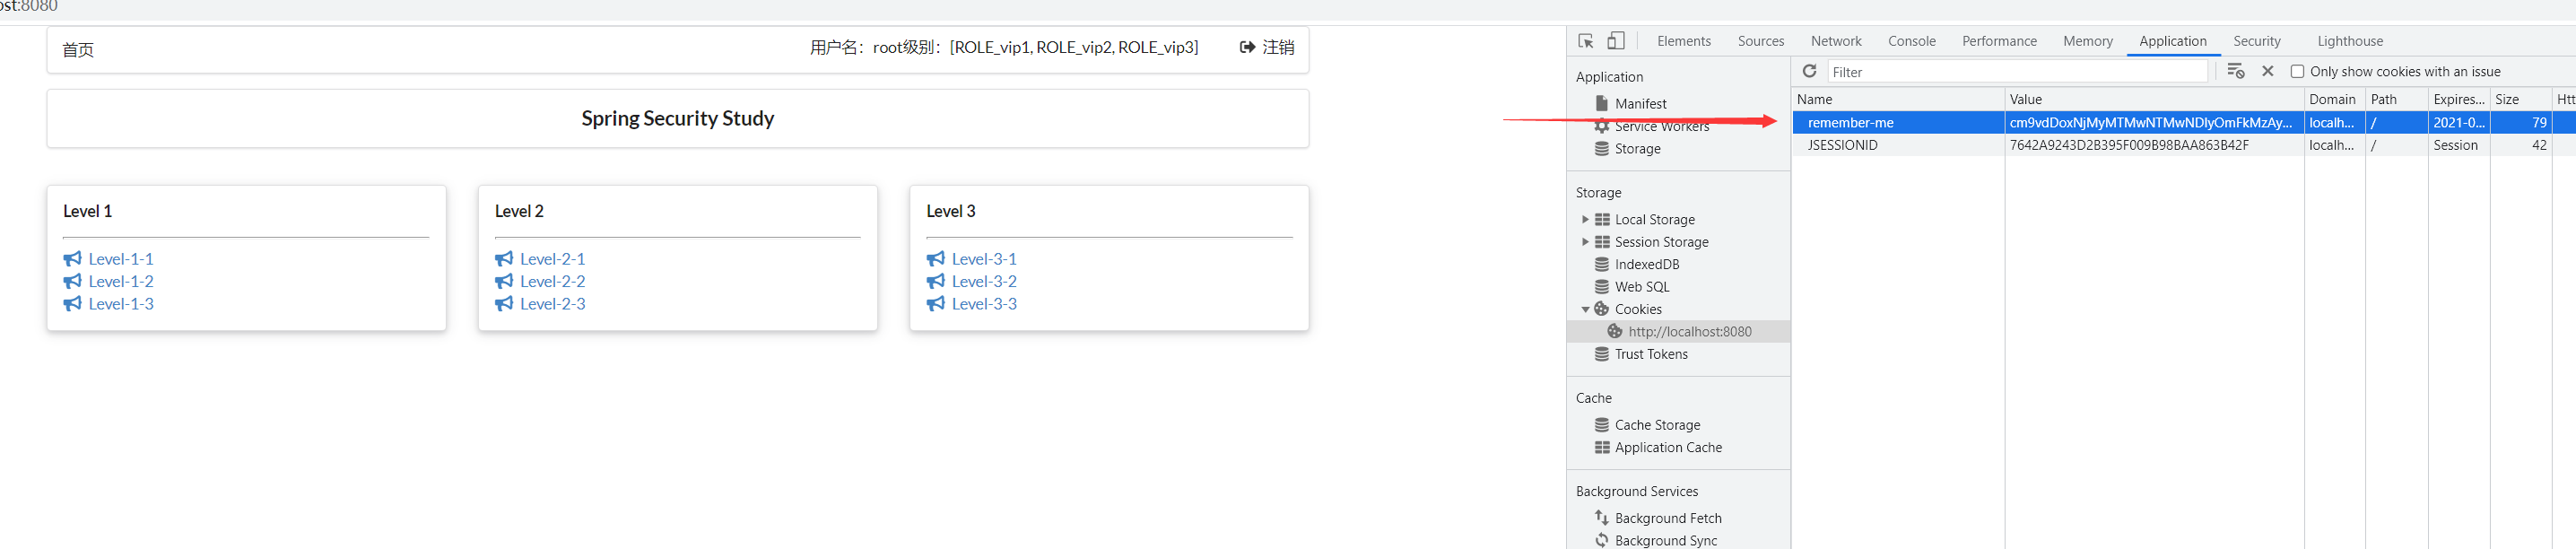 ost:8080
首页
用户名：root级别：[ROLE_vip1, ROLE_vip2, ROLE_vip3]
注销
Spring Security Study
Level 1
Level-1-1
Level-1-2
Level-1-3
Level 2
Level-2-1
Level-2-2
Level-2-3
Level 3
Level-3-1
Level-3-2
Level-3-3
Elements Sources Network Console Performance Memory Application Security Lighthouse
Application
Manifest
Service Workers
Storage
Storage
Local Storage
Session Storage
IndexedDB
Web SQL
Cookies
http://localhost:8080
Trust Tokens
Cache
Cache Storage
Application Cache
Background Services
Background Fetch
Background Sync
Filter
Only show cookies with an issue
Name Value Domain Path Expires... Size Htt
remember-me cm9vdDoxNjMyMTMwNTMwNDIyOmFkMzAy... localh... / 2021-0... 79
JSESSIONID 7642A9243D2B395F009B98BAA863B42F localh... / Session 42